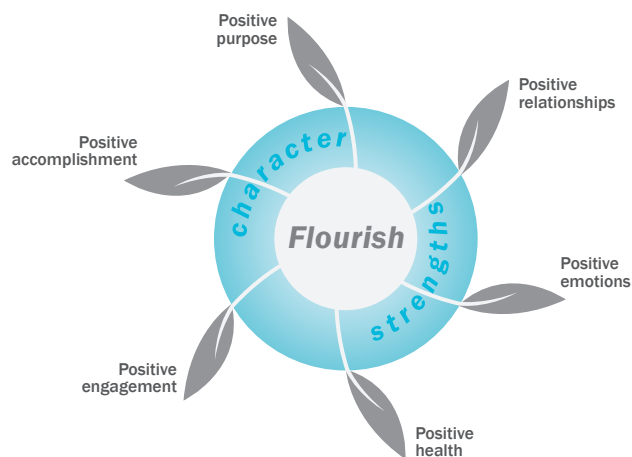 Positive
purpose
Positive
relationships
Positive
accomplishment
character
Flourish
strengths
Positive
emotions
Positive
engagement
Positive
health